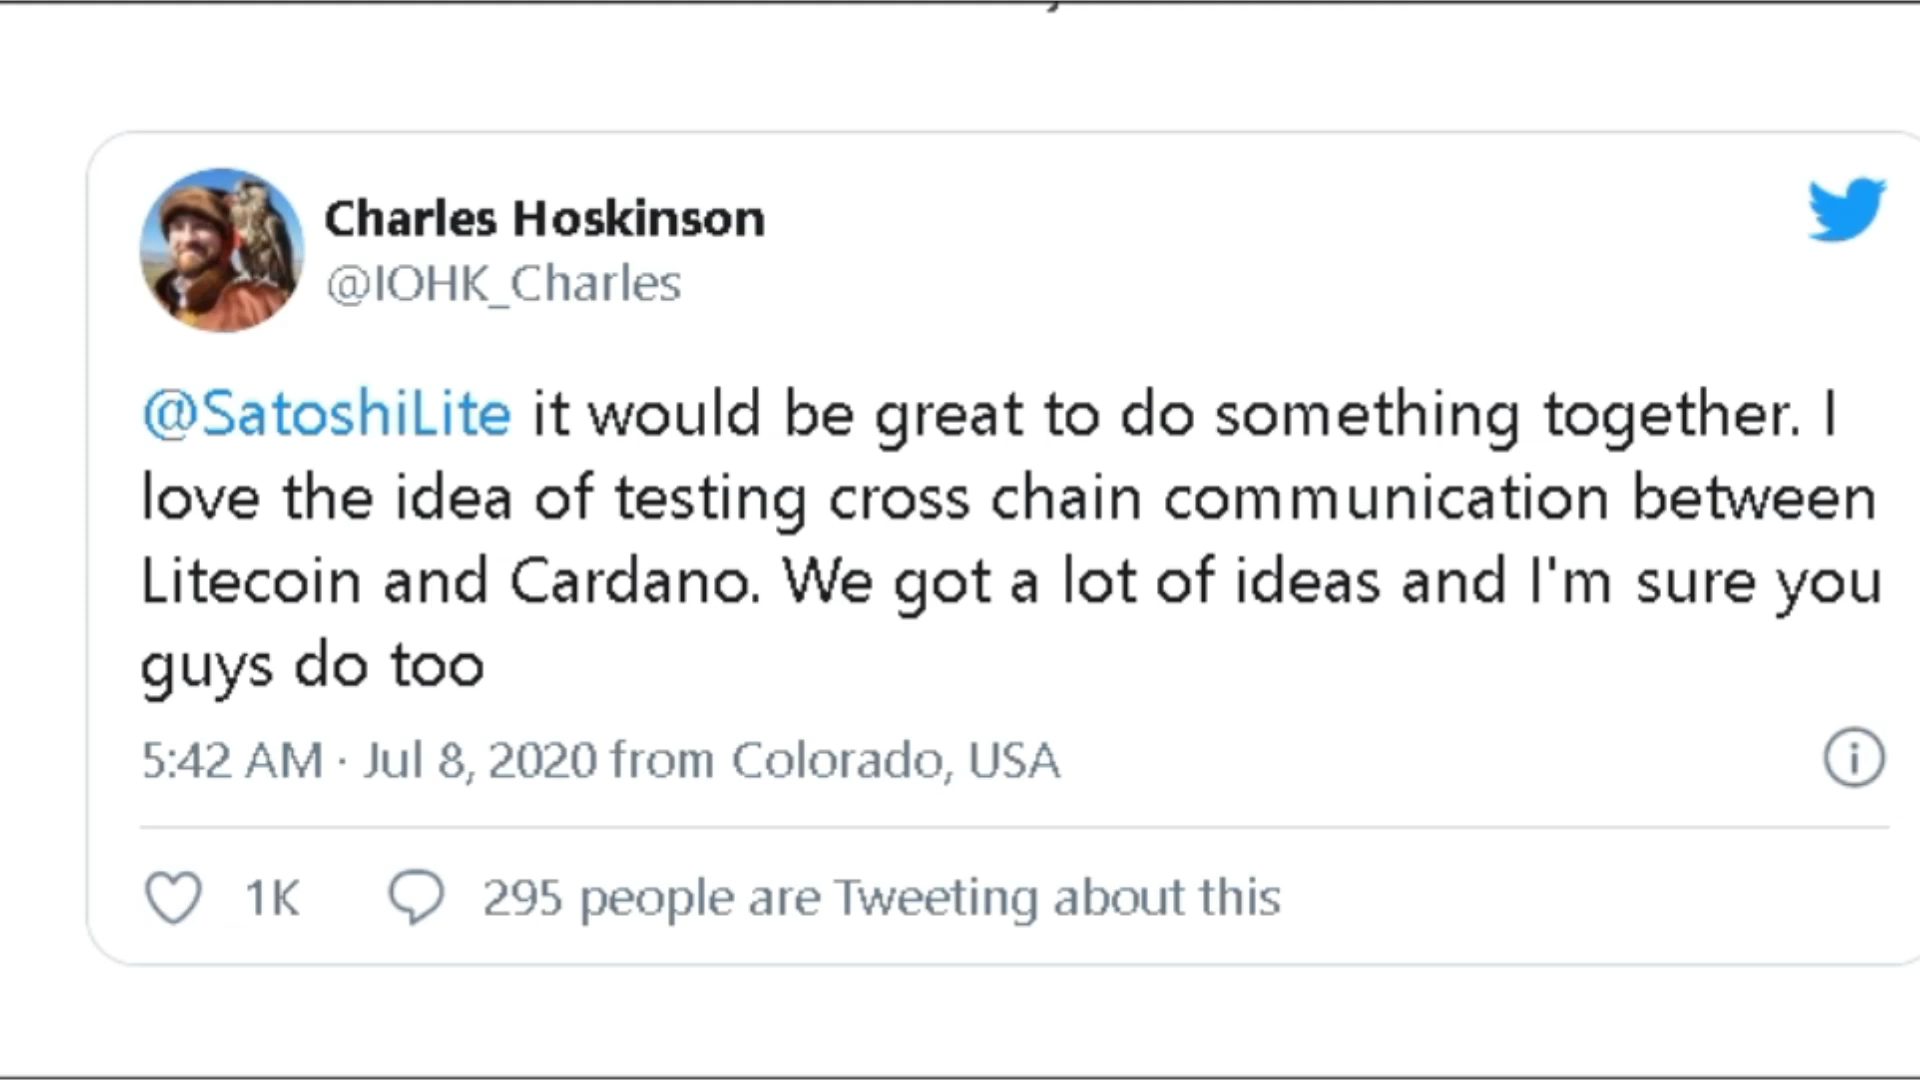 Charles Hoskinson
@IOHK_Charles
@SatoshiLite it would be great to do something together. I
love the idea of testing cross chain communication between
Litecoin and Cardano. We got a lot of ideas and I'm sure you
guys do too
5:42 AM · Jul 8, 2020 from Colorado, USA
1K 295 people are Tweeting about this